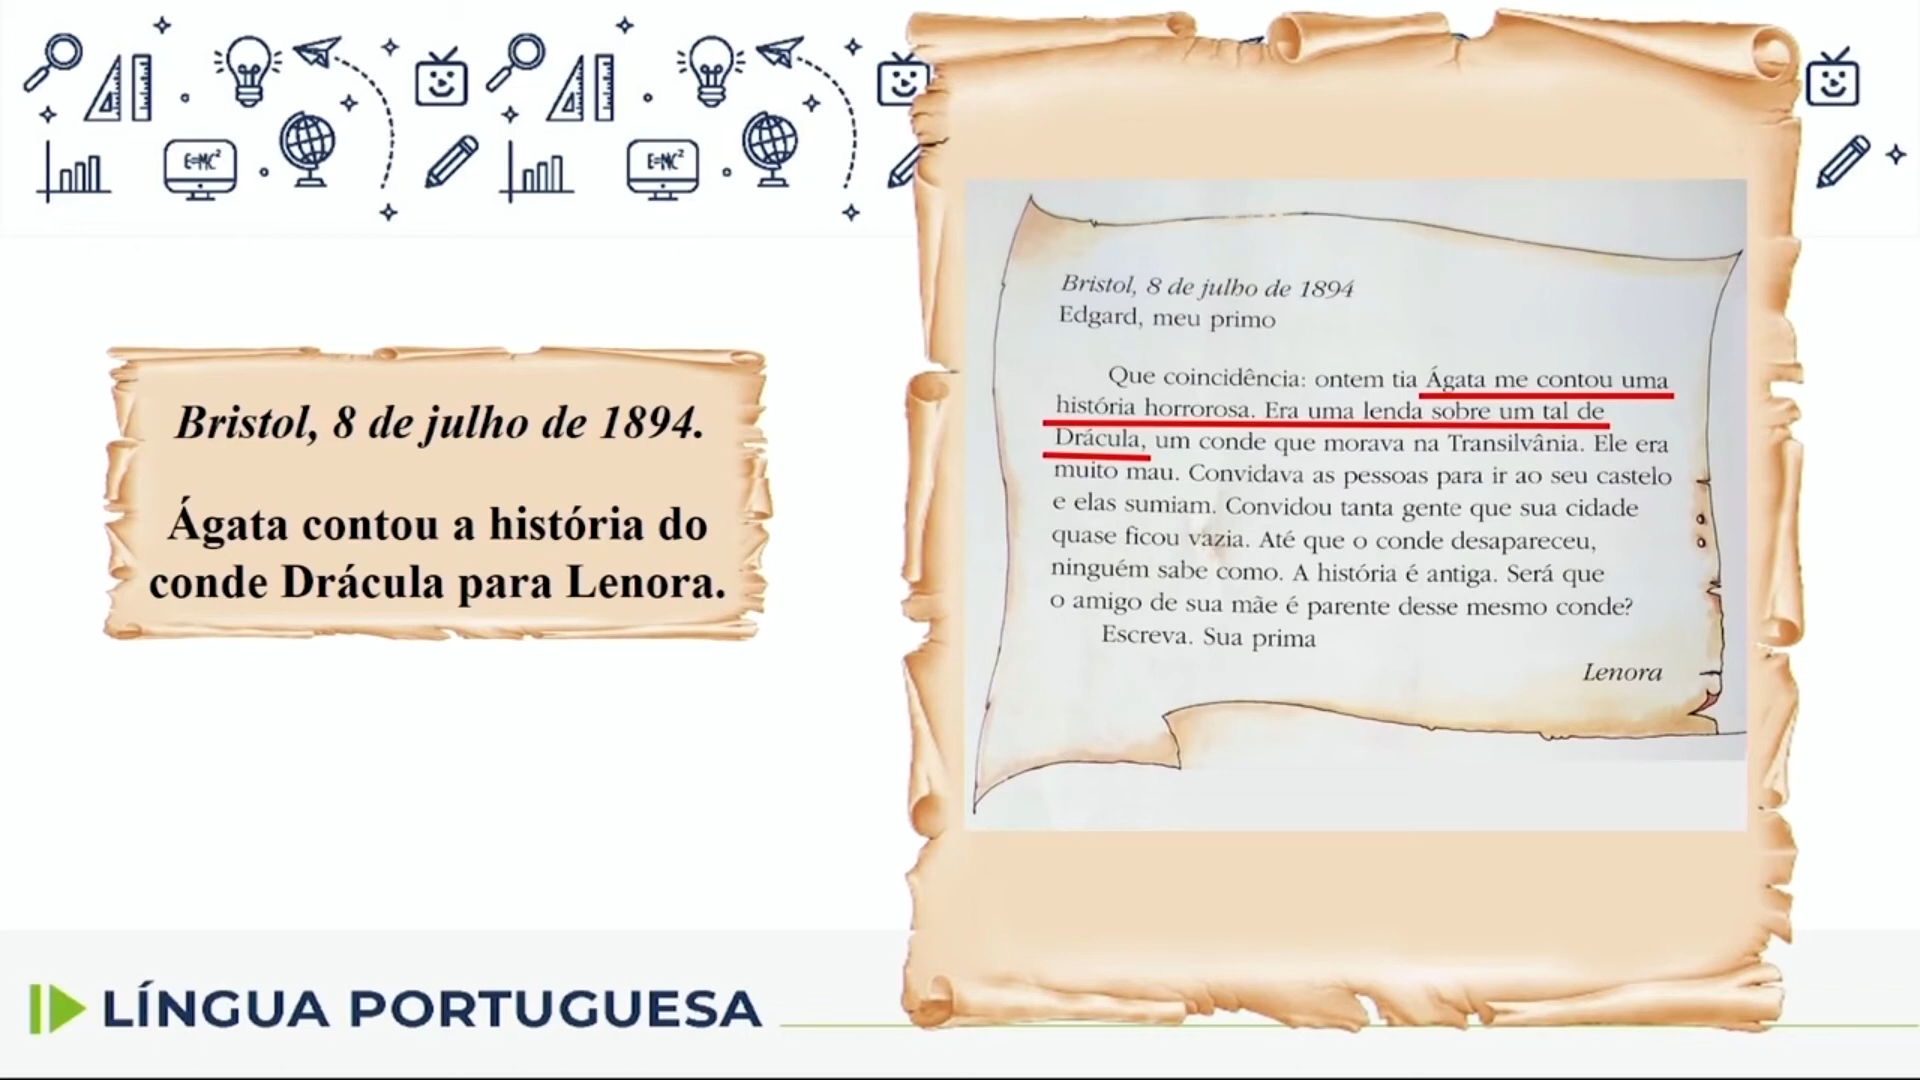 E=MC²
E=MC²
Bristol, 8 de julho de 1894.
Ágata contou a história do
conde Drácula para Lenora.
Bristol, 8 de julho de 1894
Edgard, meu primo
Que coincidência: ontem tia Ágata me contou uma
história horrorosa. Era uma lenda sobre um tal de
Drácula, um conde que morava na Transilvânia. Ele era
muito mau. Convidava as pessoas para ir ao seu castelo
e elas sumiam. Convidou tanta gente que sua cidade
quase ficou vazia. Até que o conde desapareceu,
ninguém sabe como. A história é antiga. Será que
o amigo de sua mãe é parente desse mesmo conde?
Escreva. Sua prima
Lenora
LÍNGUA PORTUGUESA